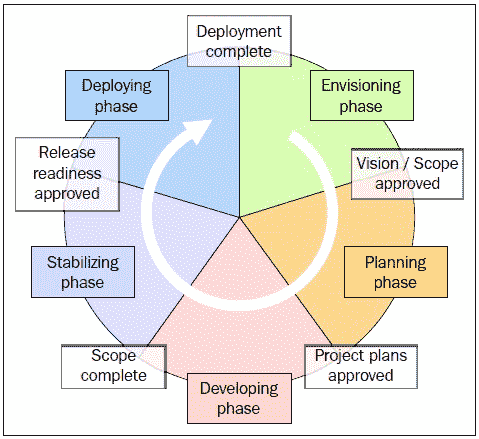 Deployment
complete
Envisioning
phase
Vision / Scope
approved
Planning
phase
Project plans
approved
Developing
phase
Scope
complete
Stabilizing
phase
Release
readiness
approved
Deploying
phase